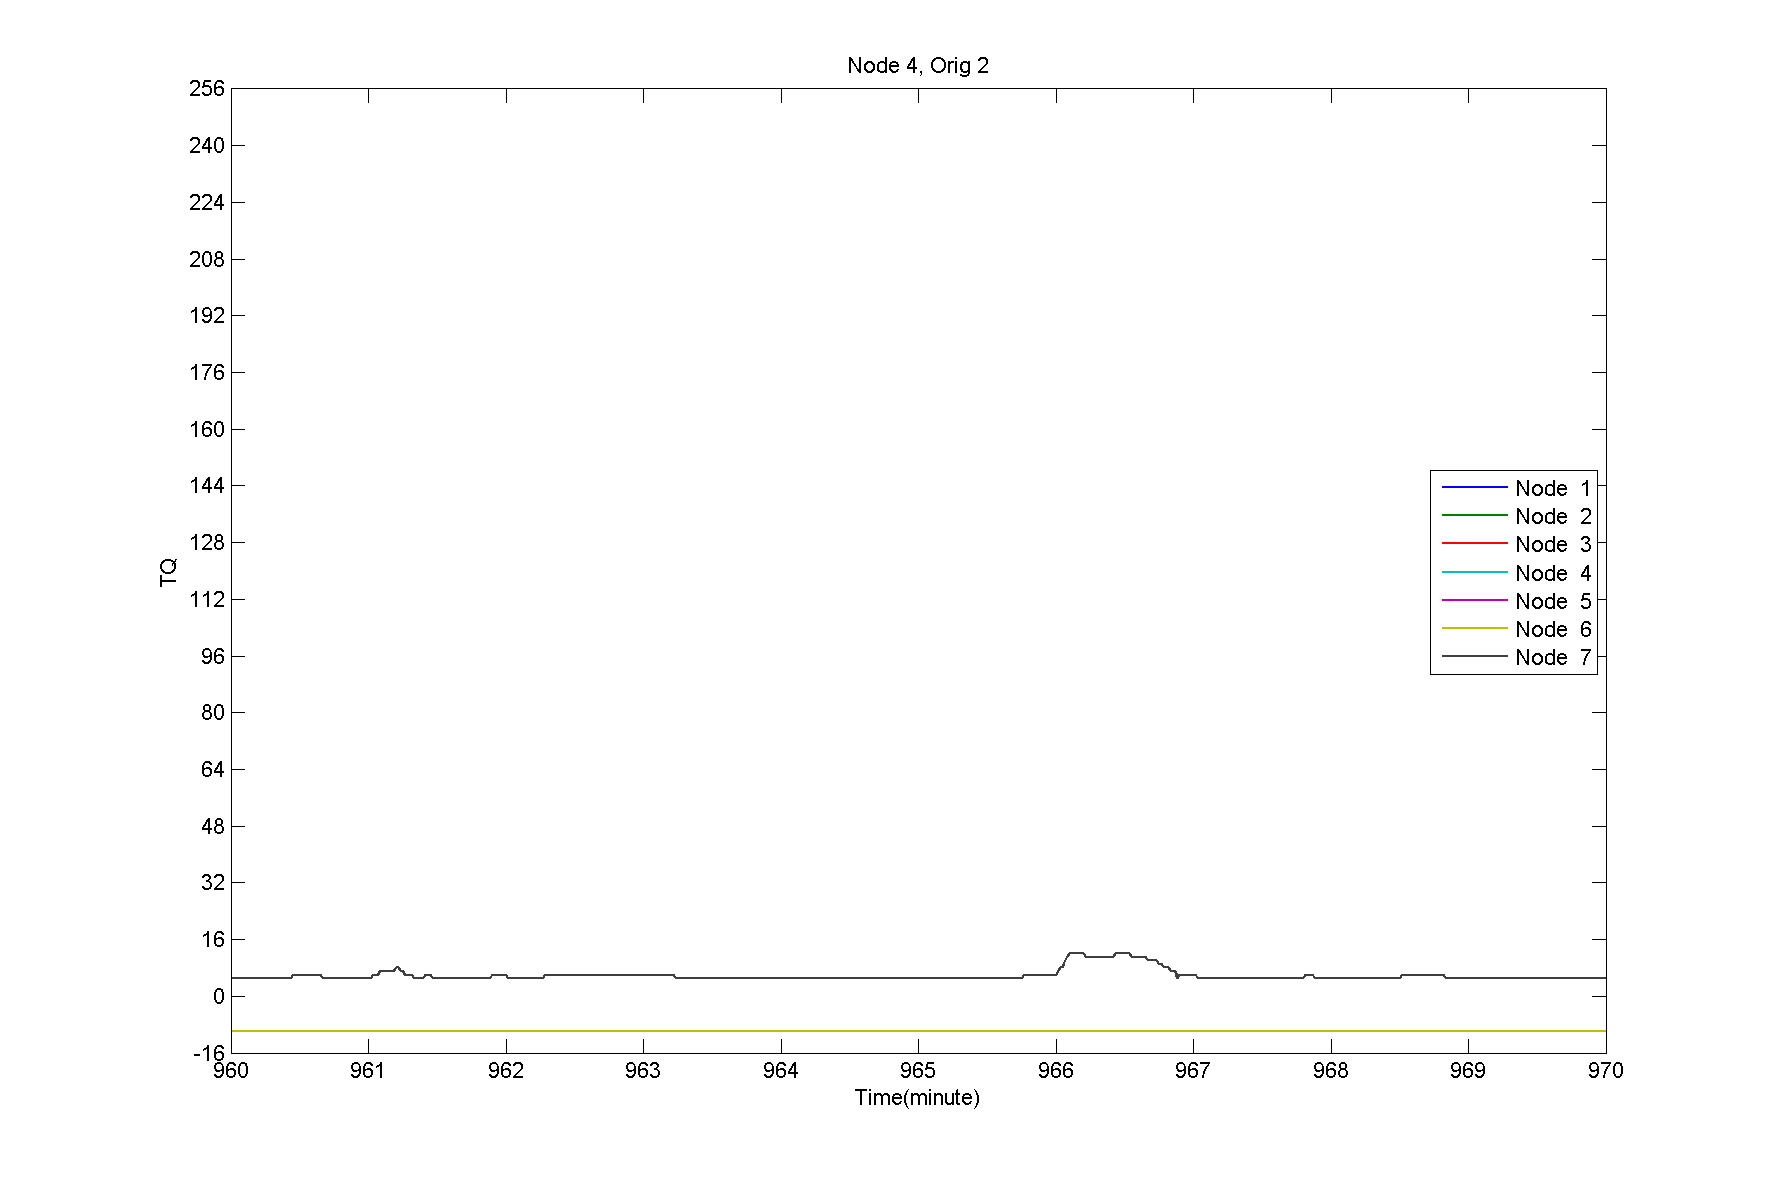 Node 4, Orig 2
256
240
224
208
192
176
160
144
128
112
96
80
64
48
32
16
0
-16
TQ
Node 1
Node 2
Node 3
Node 4
Node 5
Node 6
Node 7
960 961 962 963 964 965 966 967 968 969 970
Time(minute)